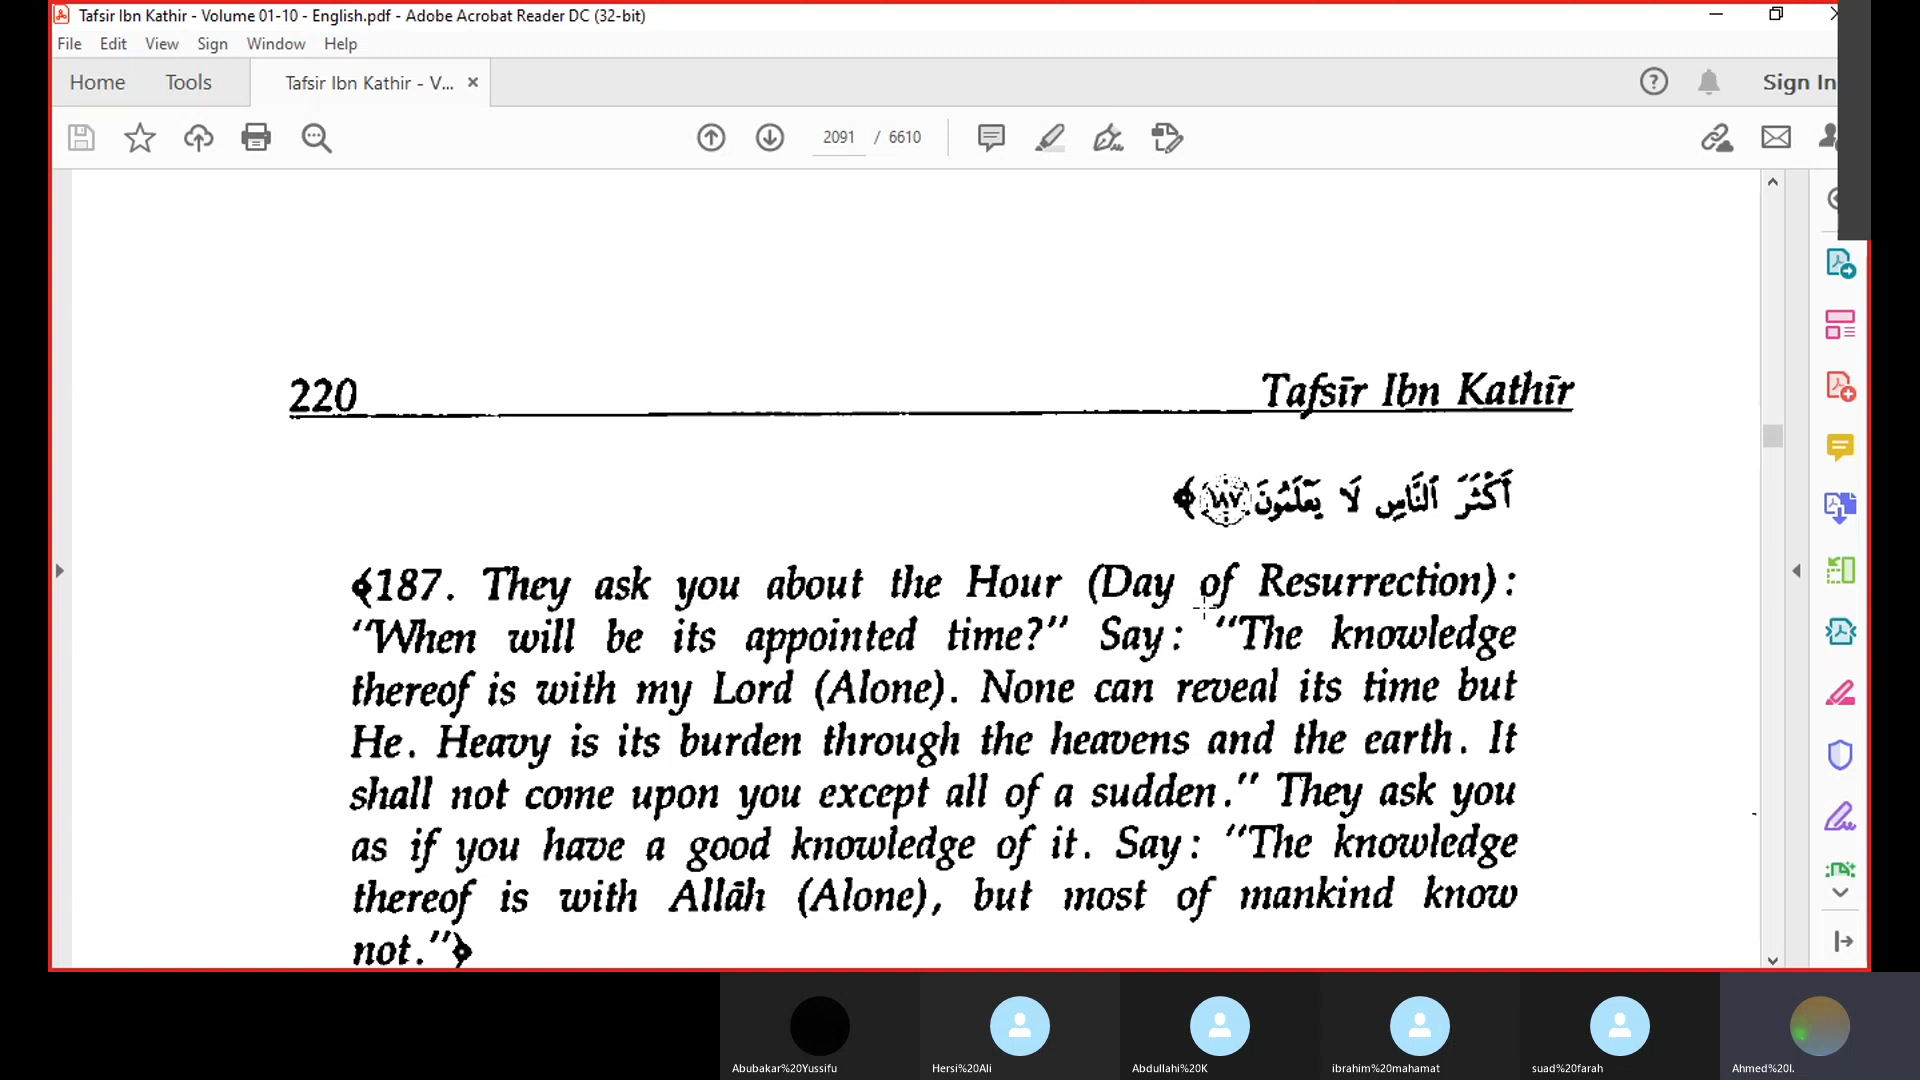 Tafsir Ibn Kathir - Volume 01-10 - English.pdf - Adobe Acrobat Reader DC (32-bit)
File Edit View Sign Window Help
Home Tools Tafsir Ibn Kathir - V... Sign In
2091 / 6610
220 Tafsīr Ibn Kathīr
أَكْثَرَ ٱلنَّاسِ لَا يَعْلَمُونَ ﴿١٨٧﴾
﴾187. They ask you about the Hour (Day of Resurrection):
"When will be its appointed time?" Say: "The knowledge
thereof is with my Lord (Alone). None can reveal its time but
He. Heavy is its burden through the heavens and the earth. It
shall not come upon you except all of a sudden." They ask you
as if you have a good knowledge of it. Say: "The knowledge
thereof is with Allāh (Alone), but most of mankind know
not."﴿
Abubakar%20Yussifu Hersi%20Ali Abdullahi%20K ibrahim%20mahamat suad%20farah Ahmed%20I.